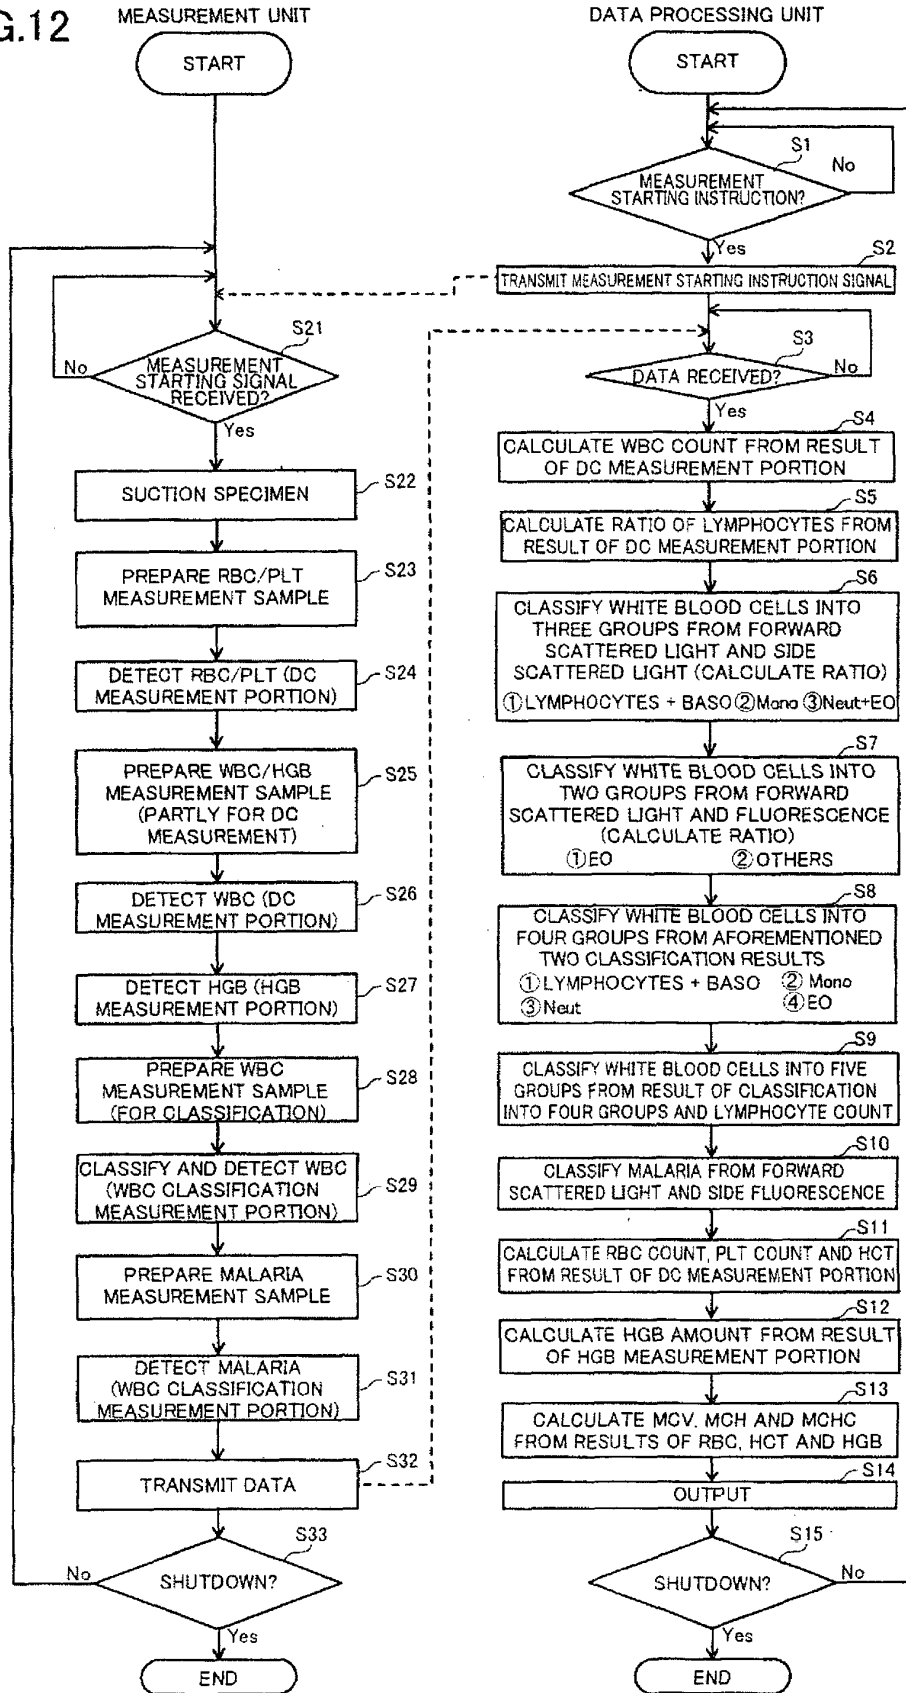 G.12
MEASUREMENT UNIT
START
S21
No
MEASUREMENT
STARTING SIGNAL
RECEIVED?
Yes
SUCTION SPECIMEN
S22
PREPARE RBC/PLT
MEASUREMENT SAMPLE
S23
DETECT RBC/PLT (DC
MEASUREMENT PORTION)
S24
PREPARE WBC/HGB
MEASUREMENT SAMPLE
(PARTLY FOR DC
MEASUREMENT)
S25
DETECT WBC (DC
MEASUREMENT PORTION)
S26
DETECT HGB (HGB
MEASUREMENT PORTION)
S27
PREPARE WBC
MEASUREMENT SAMPLE
(FOR CLASSIFICATION)
S28
CLASSIFY AND DETECT WBC
(WBC CLASSIFICATION
MEASUREMENT PORTION)
S29
PREPARE MALARIA
MEASUREMENT SAMPLE
S30
DETECT MALARIA
(WBC CLASSIFICATION
MEASUREMENT PORTION)
S31
TRANSMIT DATA
S32
S33
No
SHUTDOWN?
Yes
END
DATA PROCESSING UNIT
START
S1
No
MEASUREMENT
STARTING INSTRUCTION?
Yes
S2
TRANSMIT MEASUREMENT STARTING INSTRUCTION SIGNAL
S3
DATA RECEIVED?
No
Yes
S4
CALCULATE WBC COUNT FROM RESULT
OF DC MEASUREMENT PORTION
S5
CALCULATE RATIO OF LYMPHOCYTES FROM
RESULT OF DC MEASUREMENT PORTION
S6
CLASSIFY WHITE BLOOD CELLS INTO
THREE GROUPS FROM FORWARD
SCATTERED LIGHT AND SIDE
SCATTERED LIGHT (CALCULATE RATIO)
①LYMPHOCYTES + BASO ②Mono ③Neut+EO
S7
CLASSIFY WHITE BLOOD CELLS INTO
TWO GROUPS FROM FORWARD
SCATTERED LIGHT AND FLUORESCENCE
(CALCULATE RATIO)
①EO ②OTHERS
S8
CLASSIFY WHITE BLOOD CELLS INTO
FOUR GROUPS FROM AFOREMENTIONED
TWO CLASSIFICATION RESULTS
①LYMPHOCYTES + BASO ②Mono
③Neut ④EO
S9
CLASSIFY WHITE BLOOD CELLS INTO FIVE
GROUPS FROM RESULT OF CLASSIFICATION
INTO FOUR GROUPS AND LYMPHOCYTE COUNT
S10
CLASSIFY MALARIA FROM FORWARD
SCATTERED LIGHT AND SIDE FLUORESCENCE
S11
CALCULATE RBC COUNT, PLT COUNT AND HCT
FROM RESULT OF DC MEASUREMENT PORTION
S12
CALCULATE HGB AMOUNT FROM RESULT
OF HGB MEASUREMENT PORTION
S13
CALCULATE MCV, MCH AND MCHC
FROM RESULTS OF RBC, HCT AND HGB
S14
OUTPUT
S15
SHUTDOWN?
No
Yes
END